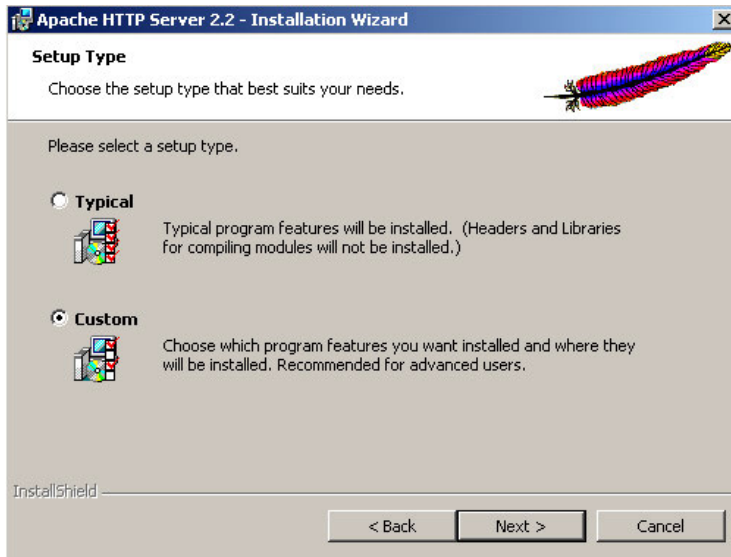 Apache HTTP Server 2.2 - Installation Wizard
Setup Type
Choose the setup type that best suits your needs.
Please select a setup type.
Typical
Typical program features will be installed. (Headers and Libraries
for compiling modules will not be installed.)
Custom
Choose which program features you want installed and where they
will be installed. Recommended for advanced users.
InstallShield
< Back
Next >
Cancel